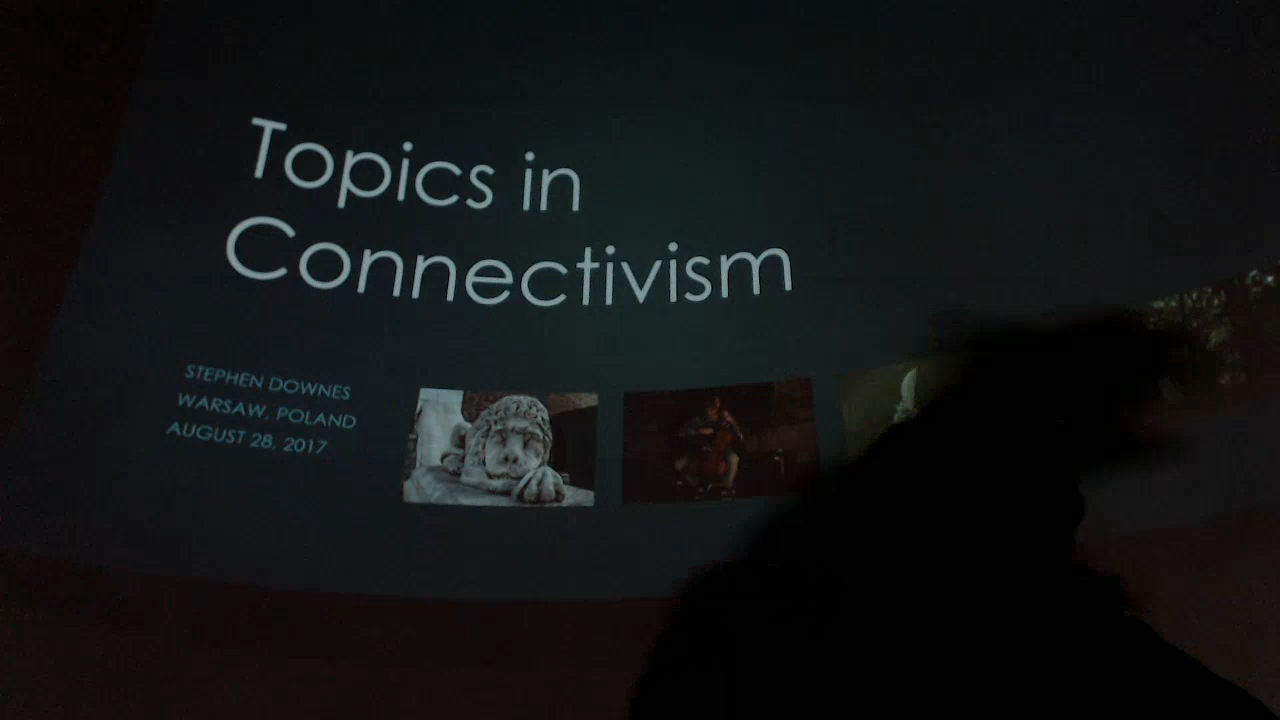 Topics in
Connectivism
STEPHEN DOWNES
WARSAW, POLAND
AUGUST 28, 2017